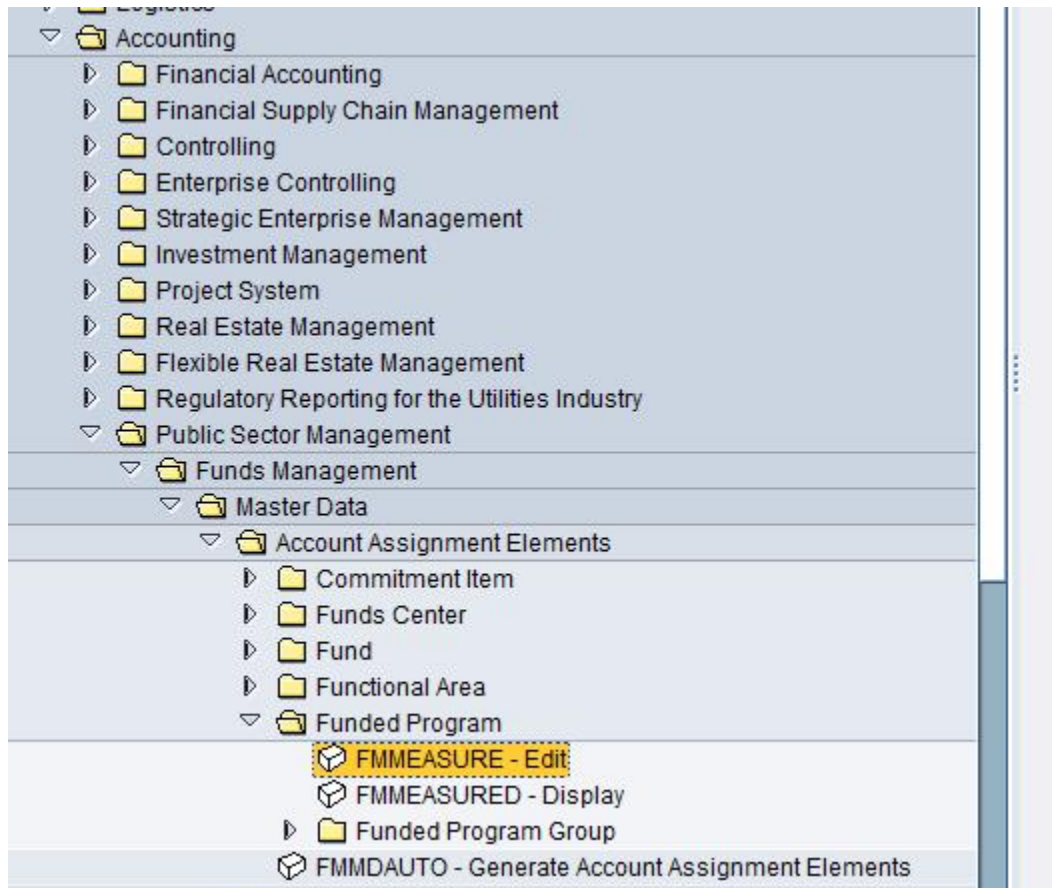 Logistics
Accounting
Financial Accounting
Financial Supply Chain Management
Controlling
Enterprise Controlling
Strategic Enterprise Management
Investment Management
Project System
Real Estate Management
Flexible Real Estate Management
Regulatory Reporting for the Utilities Industry
Public Sector Management
Funds Management
Master Data
Account Assignment Elements
Commitment Item
Funds Center
Fund
Functional Area
Funded Program
FMMEASURE - Edit
FMMEASURED - Display
Funded Program Group
FMMDAUTO - Generate Account Assignment Elements